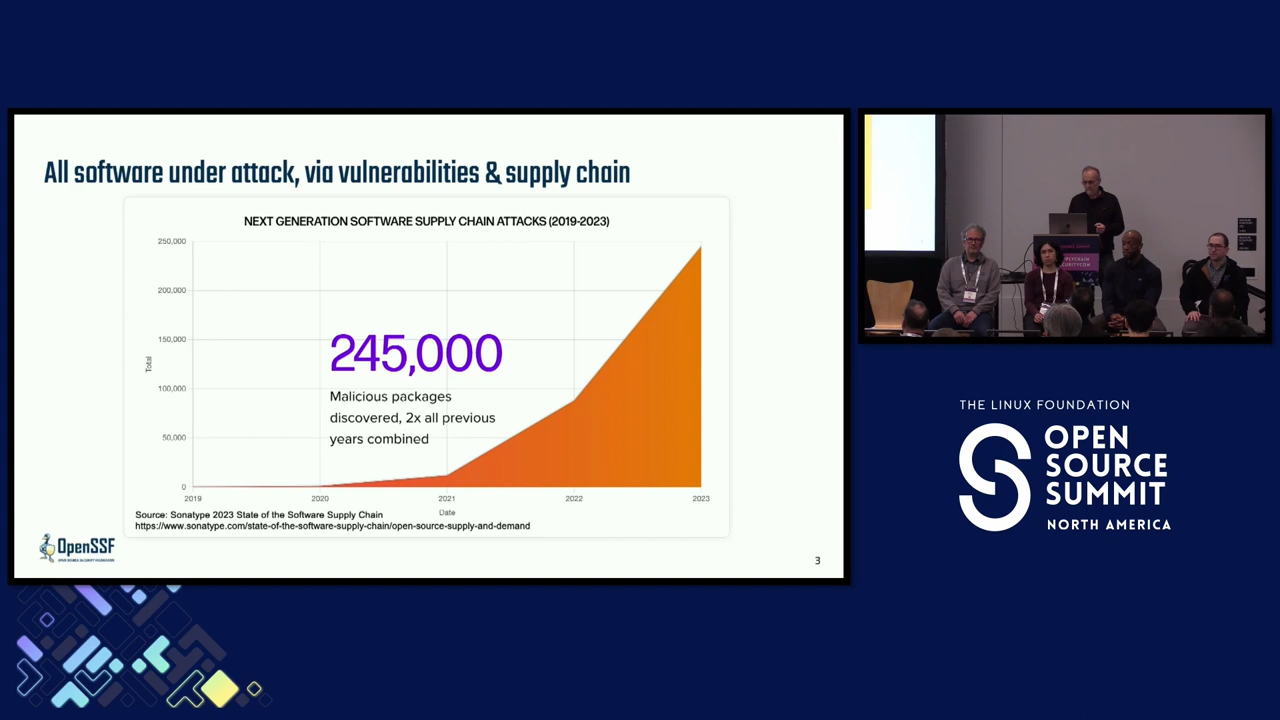 All software under attack, via vulnerabilities & supply chain
NEXT GENERATION SOFTWARE SUPPLY CHAIN ATTACKS (2019-2023)
250,000
200,000
150,000
100,000
50,000
0
Total
245,000
Malicious packages
discovered, 2x all previous
years combined
2019
2020
2021
2022
2023
Date
Source: Sonatype 2023 State of the Software Supply Chain
https://www.sonatype.com/state-of-the-software-supply-chain/open-source-supply-and-demand
OpenSSF
OPEN SOURCE SECURITY FOUNDATION
3
THE LINUX FOUNDATION
OPEN
SOURCE
SUMMIT
NORTH AMERICA